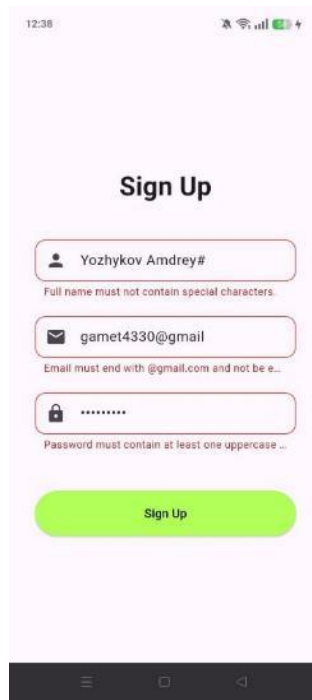 12:38
Sign Up
Yozhykov Amdrey#
Full name must not contain special characters.
gamet4330@gmail
Email must end with @gmail.com and not be e...
•••••••••
Password must contain at least one uppercase ...
Sign Up